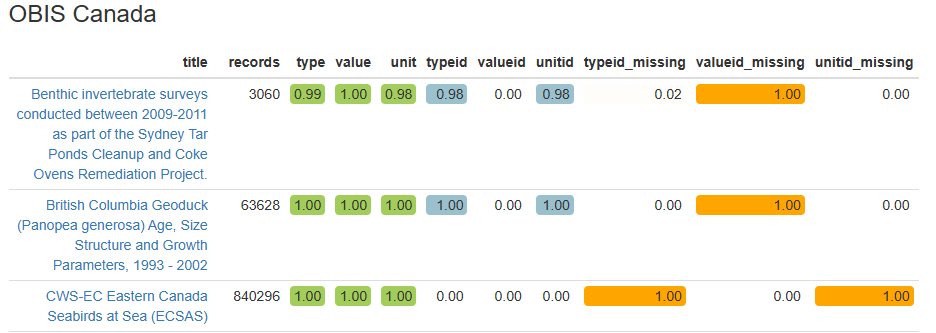 OBIS Canada
title records type value unit typeid valueid unitid typeid_missing valueid_missing unitid_missing
Benthic invertebrate surveys 3060 0.99 1.00 0.98 0.98 0.00 0.98 0.02 1.00 0.00
conducted between 2009-2011
as part of the Sydney Tar
Ponds Cleanup and Coke
Ovens Remediation Project.
British Columbia Geoduck 63628 1.00 1.00 1.00 1.00 0.00 1.00 0.00 1.00 0.00
(Panopea generosa) Age, Size
Structure and Growth
Parameters, 1993 - 2002
CWS-EC Eastern Canada 840296 1.00 1.00 1.00 0.00 0.00 0.00 1.00 0.00 1.00
Seabirds at Sea (ECSAS)